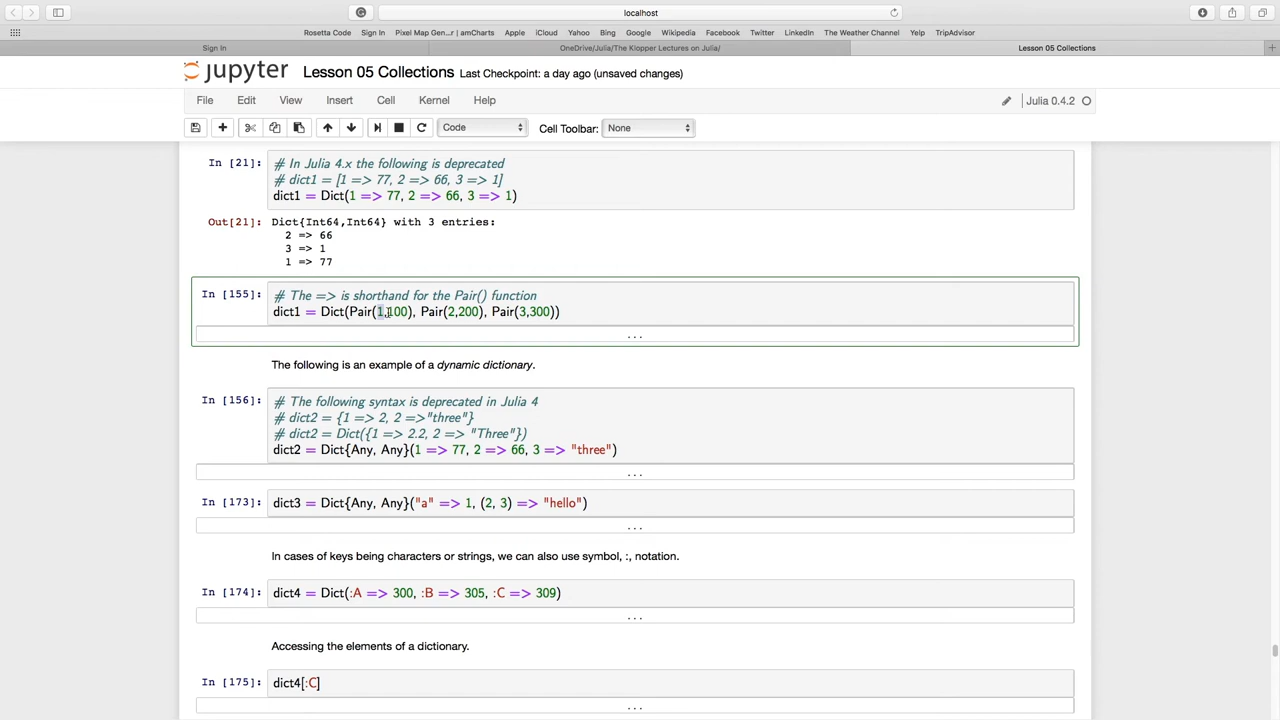 localhost
Rosetta Code Sign In Pixel Map Gen...r | amCharts Apple iCloud Yahoo Bing Google Wikipedia Facebook Twitter LinkedIn The Weather Channel Yelp TripAdvisor
Sign In OneDrive/Julia/The Klopper Lectures on Julia/ Lesson 05 Collections
jupyter Lesson 05 Collections Last Checkpoint: a day ago (unsaved changes)
File Edit View Insert Cell Kernel Help Julia 0.4.2
Code Cell Toolbar: None
In [21]: # In Julia 4.x the following is deprecated
# dict1 = [1 => 77, 2 => 66, 3 => 1]
dict1 = Dict(1 => 77, 2 => 66, 3 => 1)
Out[21]: Dict{Int64,Int64} with 3 entries:
2 => 66
3 => 1
1 => 77
In [155]: # The => is shorthand for the Pair() function
dict1 = Dict(Pair(1,100), Pair(2,200), Pair(3,300))
...
The following is an example of a dynamic dictionary.
In [156]: # The following syntax is deprecated in Julia 4
# dict2 = {1 => 2, 2 =>"three"}
# dict2 = Dict({1 => 2.2, 2 => "Three"})
dict2 = Dict{Any, Any}(1 => 77, 2 => 66, 3 => "three")
...
In [173]: dict3 = Dict{Any, Any}("a" => 1, (2, 3) => "hello")
...
In cases of keys being characters or strings, we can also use symbol, :, notation.
In [174]: dict4 = Dict(:A => 300, :B => 305, :C => 309)
...
Accessing the elements of a dictionary.
In [175]: dict4[:C]
...